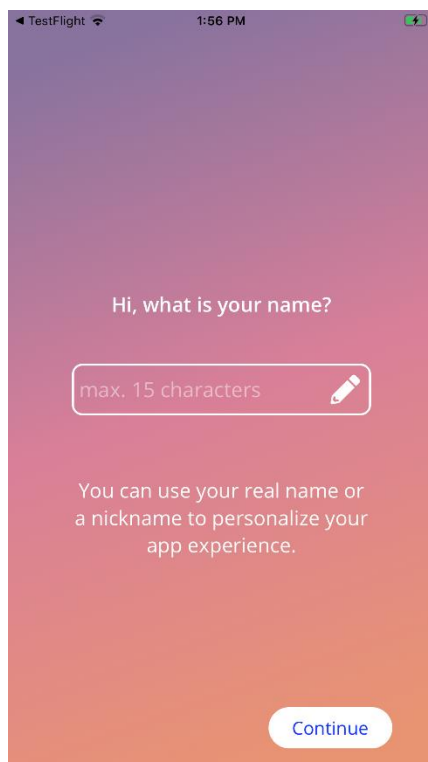 ◀ TestFlight 1:56 PM
Hi, what is your name?
max. 15 characters
You can use your real name or
a nickname to personalize your
app experience.
Continue